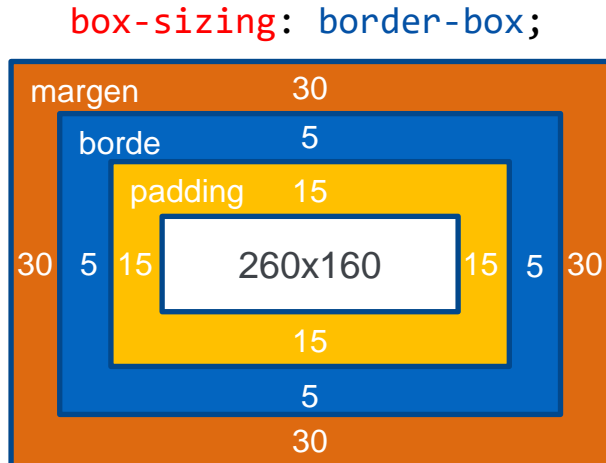 box-sizing: border-box;
margen 30
borde 5
padding 15
30 5 15 260x160 15 5 30
15
5
30